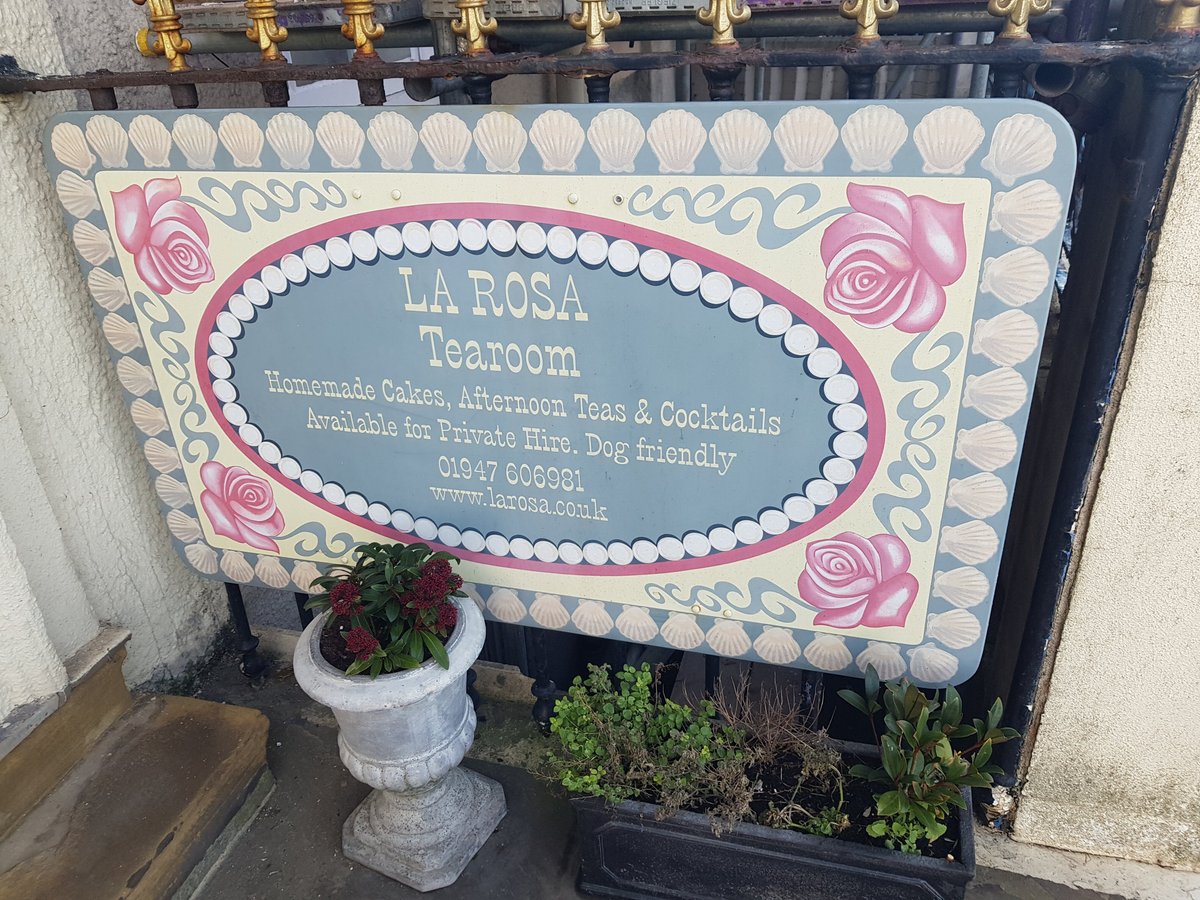 LA ROSA
Tearoom
Homemade Cakes, Afternoon Teas & Cocktails
Available for Private Hire. Dog friendly
01947 606981
www.larosa.co.uk